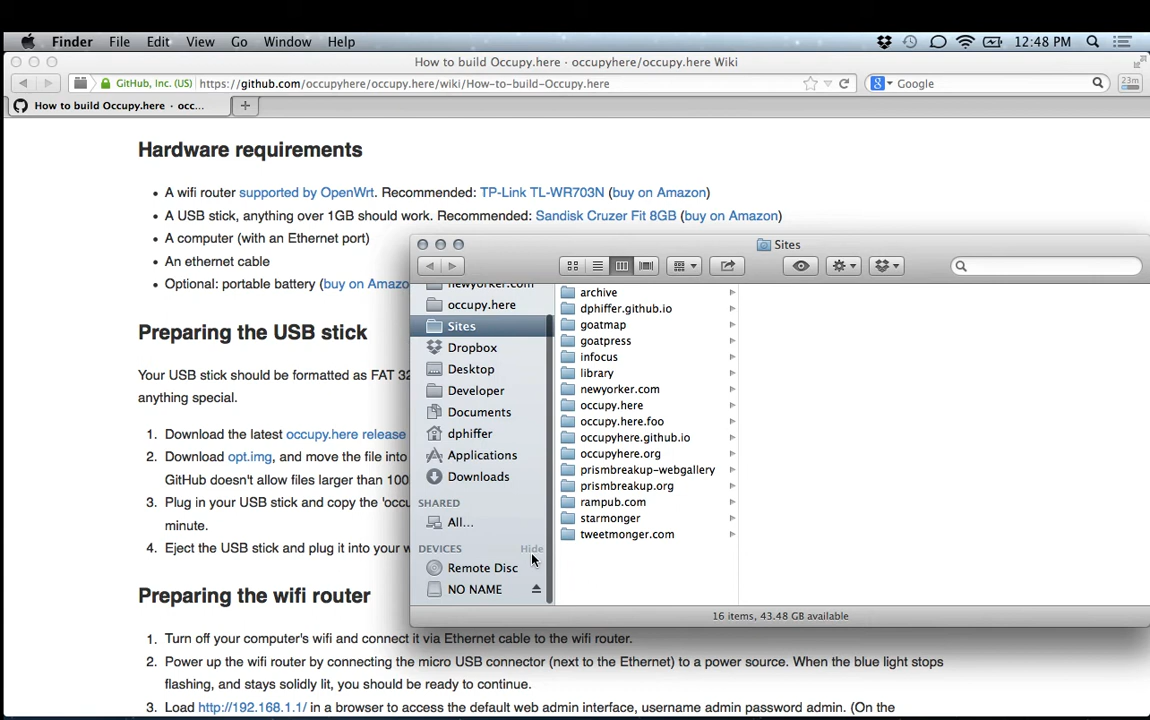 Finder File Edit View Go Window Help 12:48 PM
How to build Occupy.here · occupyhere/occupy.here Wiki
GitHub, Inc. (US) https://github.com/occupyhere/occupy.here/wiki/How-to-build-Occupy.here Google 23m
How to build Occupy.here · occ...
Hardware requirements
• A wifi router supported by OpenWrt. Recommended: TP-Link TL-WR703N (buy on Amazon)
• A USB stick, anything over 1GB should work. Recommended: Sandisk Cruzer Fit 8GB (buy on Amazon)
• A computer (with an Ethernet port)
• An ethernet cable
• Optional: portable battery (buy on Amazo
Preparing the USB stick
Your USB stick should be formatted as FAT 32
anything special.
1. Download the latest occupy.here release
2. Download opt.img, and move the file into
GitHub doesn't allow files larger than 100
3. Plug in your USB stick and copy the 'occu
minute.
4. Eject the USB stick and plug it into your w
Preparing the wifi router
1. Turn off your computer's wifi and connect it via Ethernet cable to the wifi router.
2. Power up the wifi router by connecting the micro USB connector (next to the Ethernet) to a power source. When the blue light stops
flashing, and stays solidly lit, you should be ready to continue.
3. Load http://192.168.1.1/ in a browser to access the default web admin interface, username admin password admin. (On the
Sites
newyorker.com
occupy.here
Sites
Dropbox
Desktop
Developer
Documents
dphiffer
Applications
Downloads
SHARED
All...
DEVICES Hide
Remote Disc
NO NAME
archive
dphiffer.github.io
goatmap
goatpress
infocus
library
newyorker.com
occupy.here
occupy.here.foo
occupyhere.github.io
occupyhere.org
prismbreakup-webgallery
prismbreakup.org
rampub.com
starmonger
tweetmonger.com
16 items, 43.48 GB available